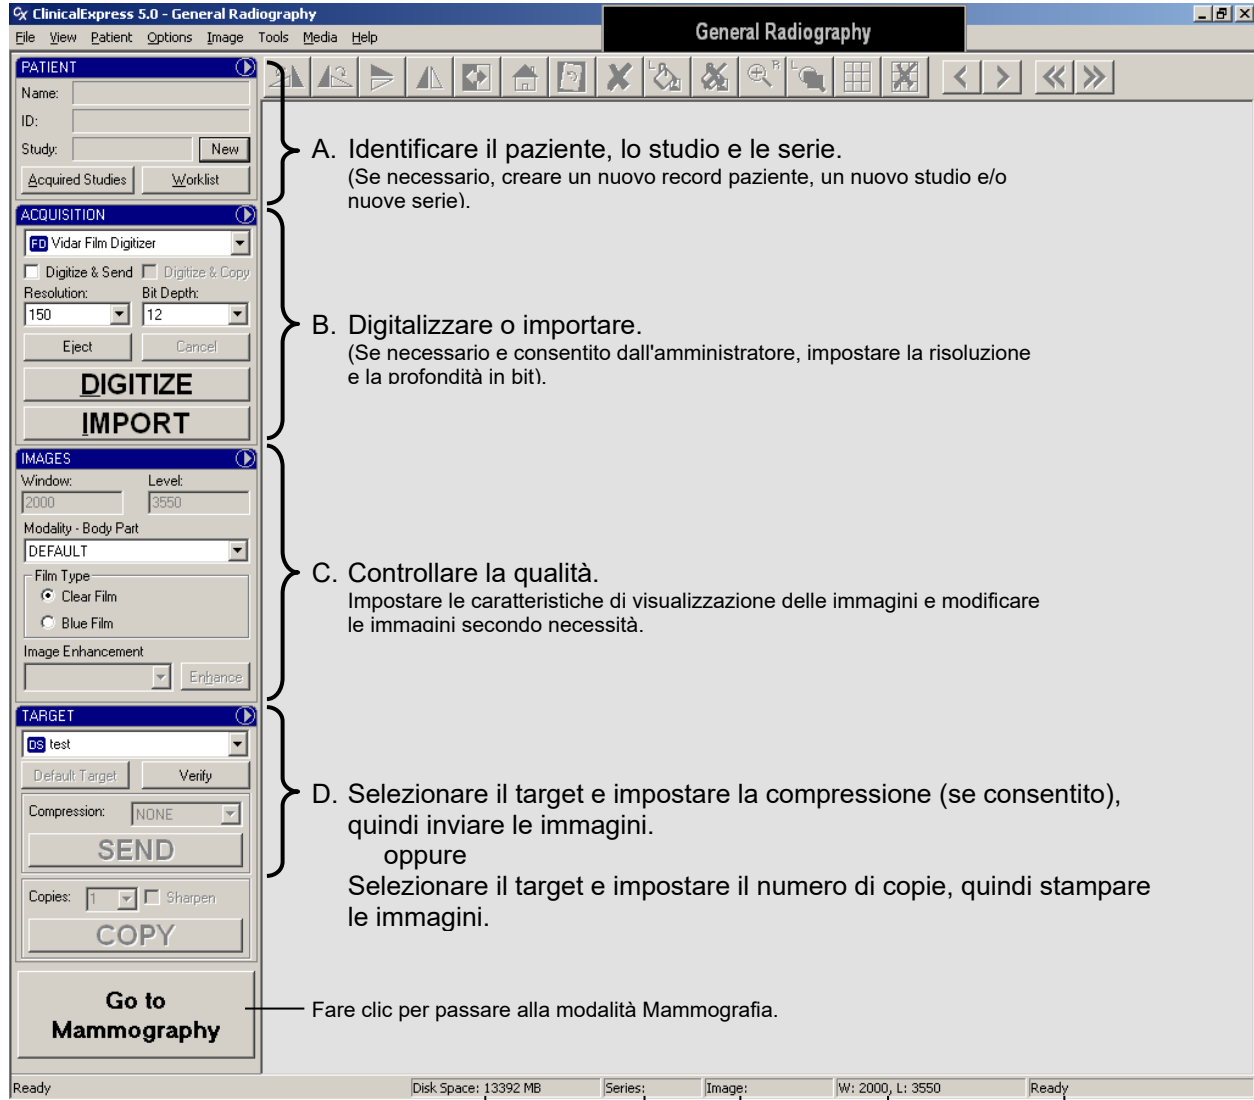 ClinicalExpress 5.0 - General Radiography
General Radiography
File View Patient Options Image Tools Media Help
PATIENT
Name:
ID:
Study: New
Acquired Studies Worklist
A. Identificare il paziente, lo studio e le serie.
(Se necessario, creare un nuovo record paziente, un nuovo studio e/o
nuove serie).
ACQUISITION
FD Vidar Film Digitizer
Digitize & Send Digitize & Copy
Resolution: Bit Depth:
150 12
Eject Cancel
DIGITIZE
IMPORT
B. Digitalizzare o importare.
(Se necessario e consentito dall'amministratore, impostare la risoluzione
e la profondità in bit).
IMAGES
Window: Level:
2000 3550
Modality - Body Part
DEFAULT
Film Type
Clear Film
Blue Film
Image Enhancement
Enhance
C. Controllare la qualità.
Impostare le caratteristiche di visualizzazione delle immagini e modificare
le immagini secondo necessità.
TARGET
DS test
Default Target Verify
Compression: NONE
SEND
Copies: 1 Sharpen
COPY
D. Selezionare il target e impostare la compressione (se consentito),
quindi inviare le immagini.
oppure
Selezionare il target e impostare il numero di copie, quindi stampare
le immagini.
Go to
Mammography
Fare clic per passare alla modalità Mammografia.
Ready Disk Space: 13392 MB Series: Image: W: 2000, L: 3550 Ready